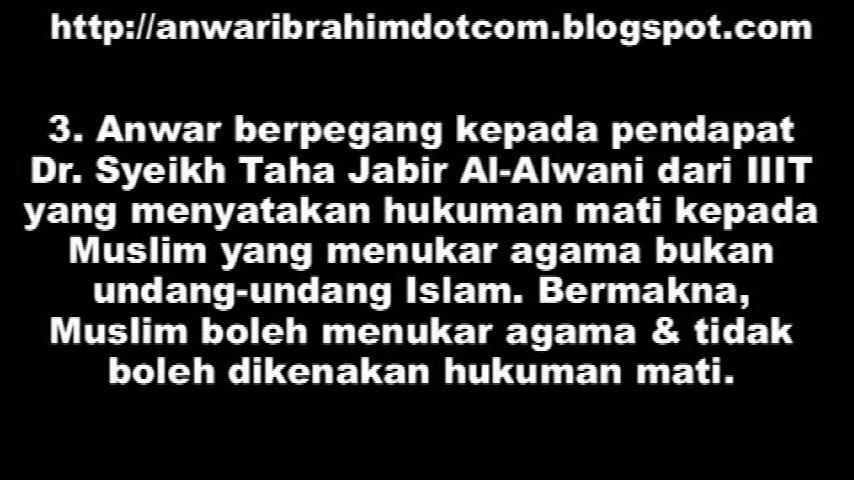 http://anwaribrahimdotcom.blogspot.com
3. Anwar berpegang kepada pendapat
Dr. Syeikh Taha Jabir Al-Alwani dari IIIT
yang menyatakan hukuman mati kepada
Muslim yang menukar agama bukan
undang-undang Islam. Bermakna,
Muslim boleh menukar agama & tidak
boleh dikenakan hukuman mati.